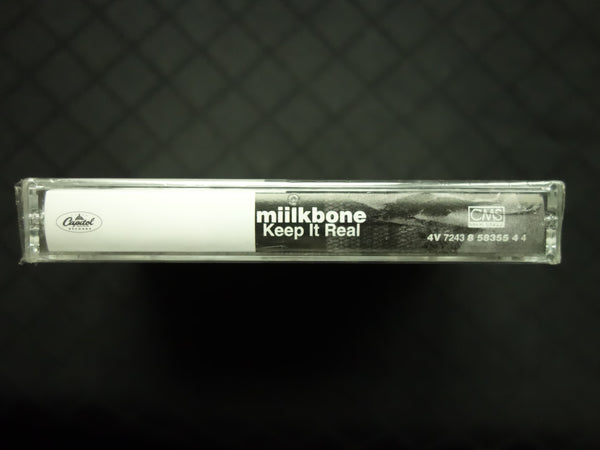 Capitol
RECORDS
miilkbone
Keep It Real
CMS
4V 7243 8 58355 4 4